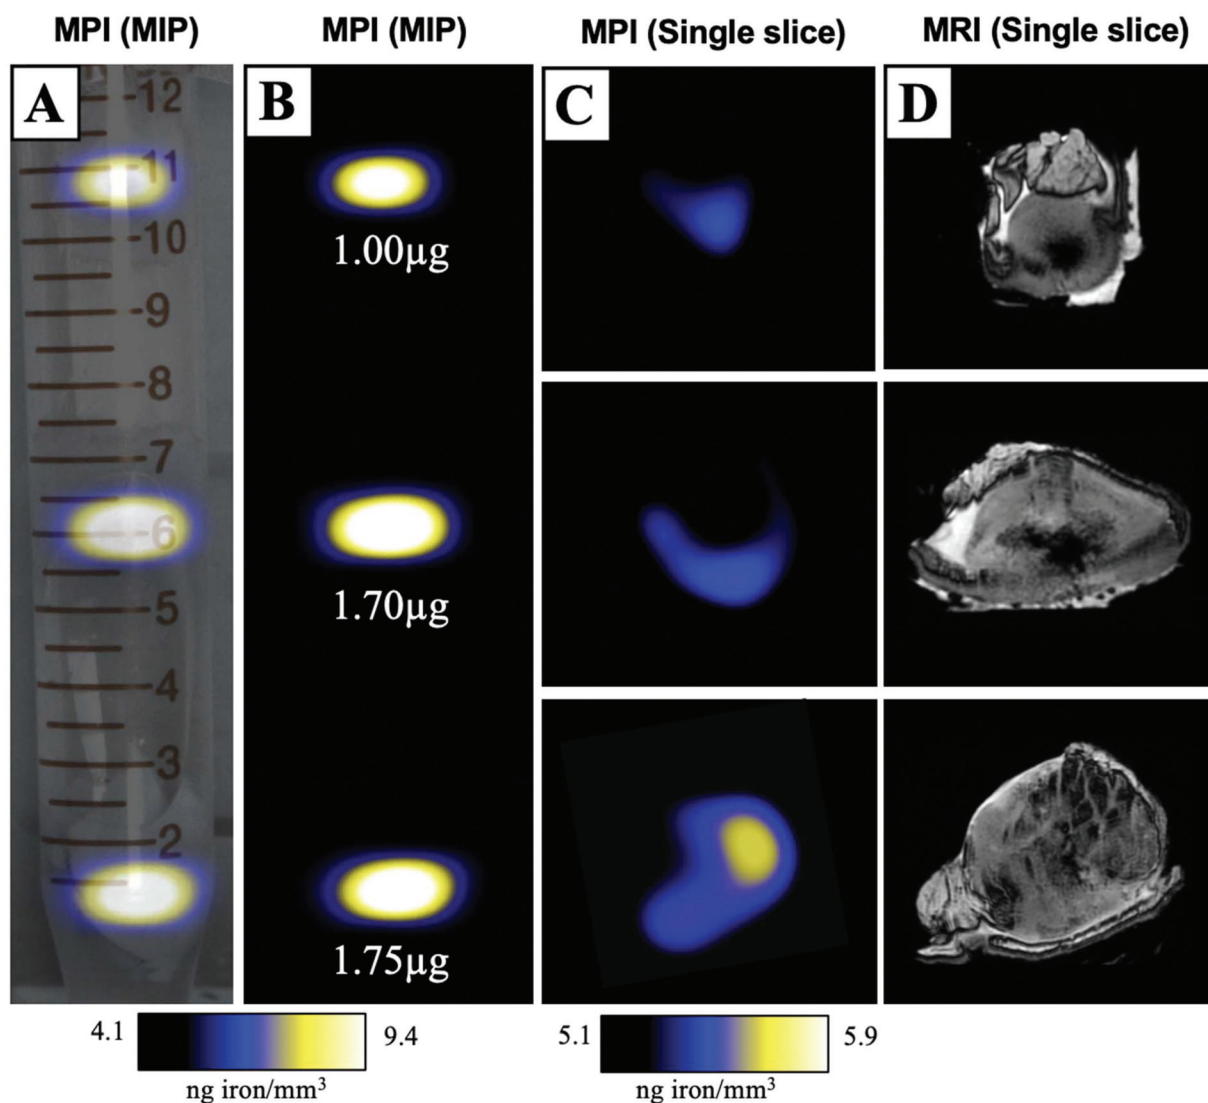 MPI (MIP)
MPI (MIP)
MPI (Single slice)
MRI (Single slice)
A
B
C
D
12
11
10
9
8
7
6
5
4
3
2
1.00µg
1.70µg
1.75µg
4.1
9.4
ng iron/mm³
5.1
5.9
ng iron/mm³